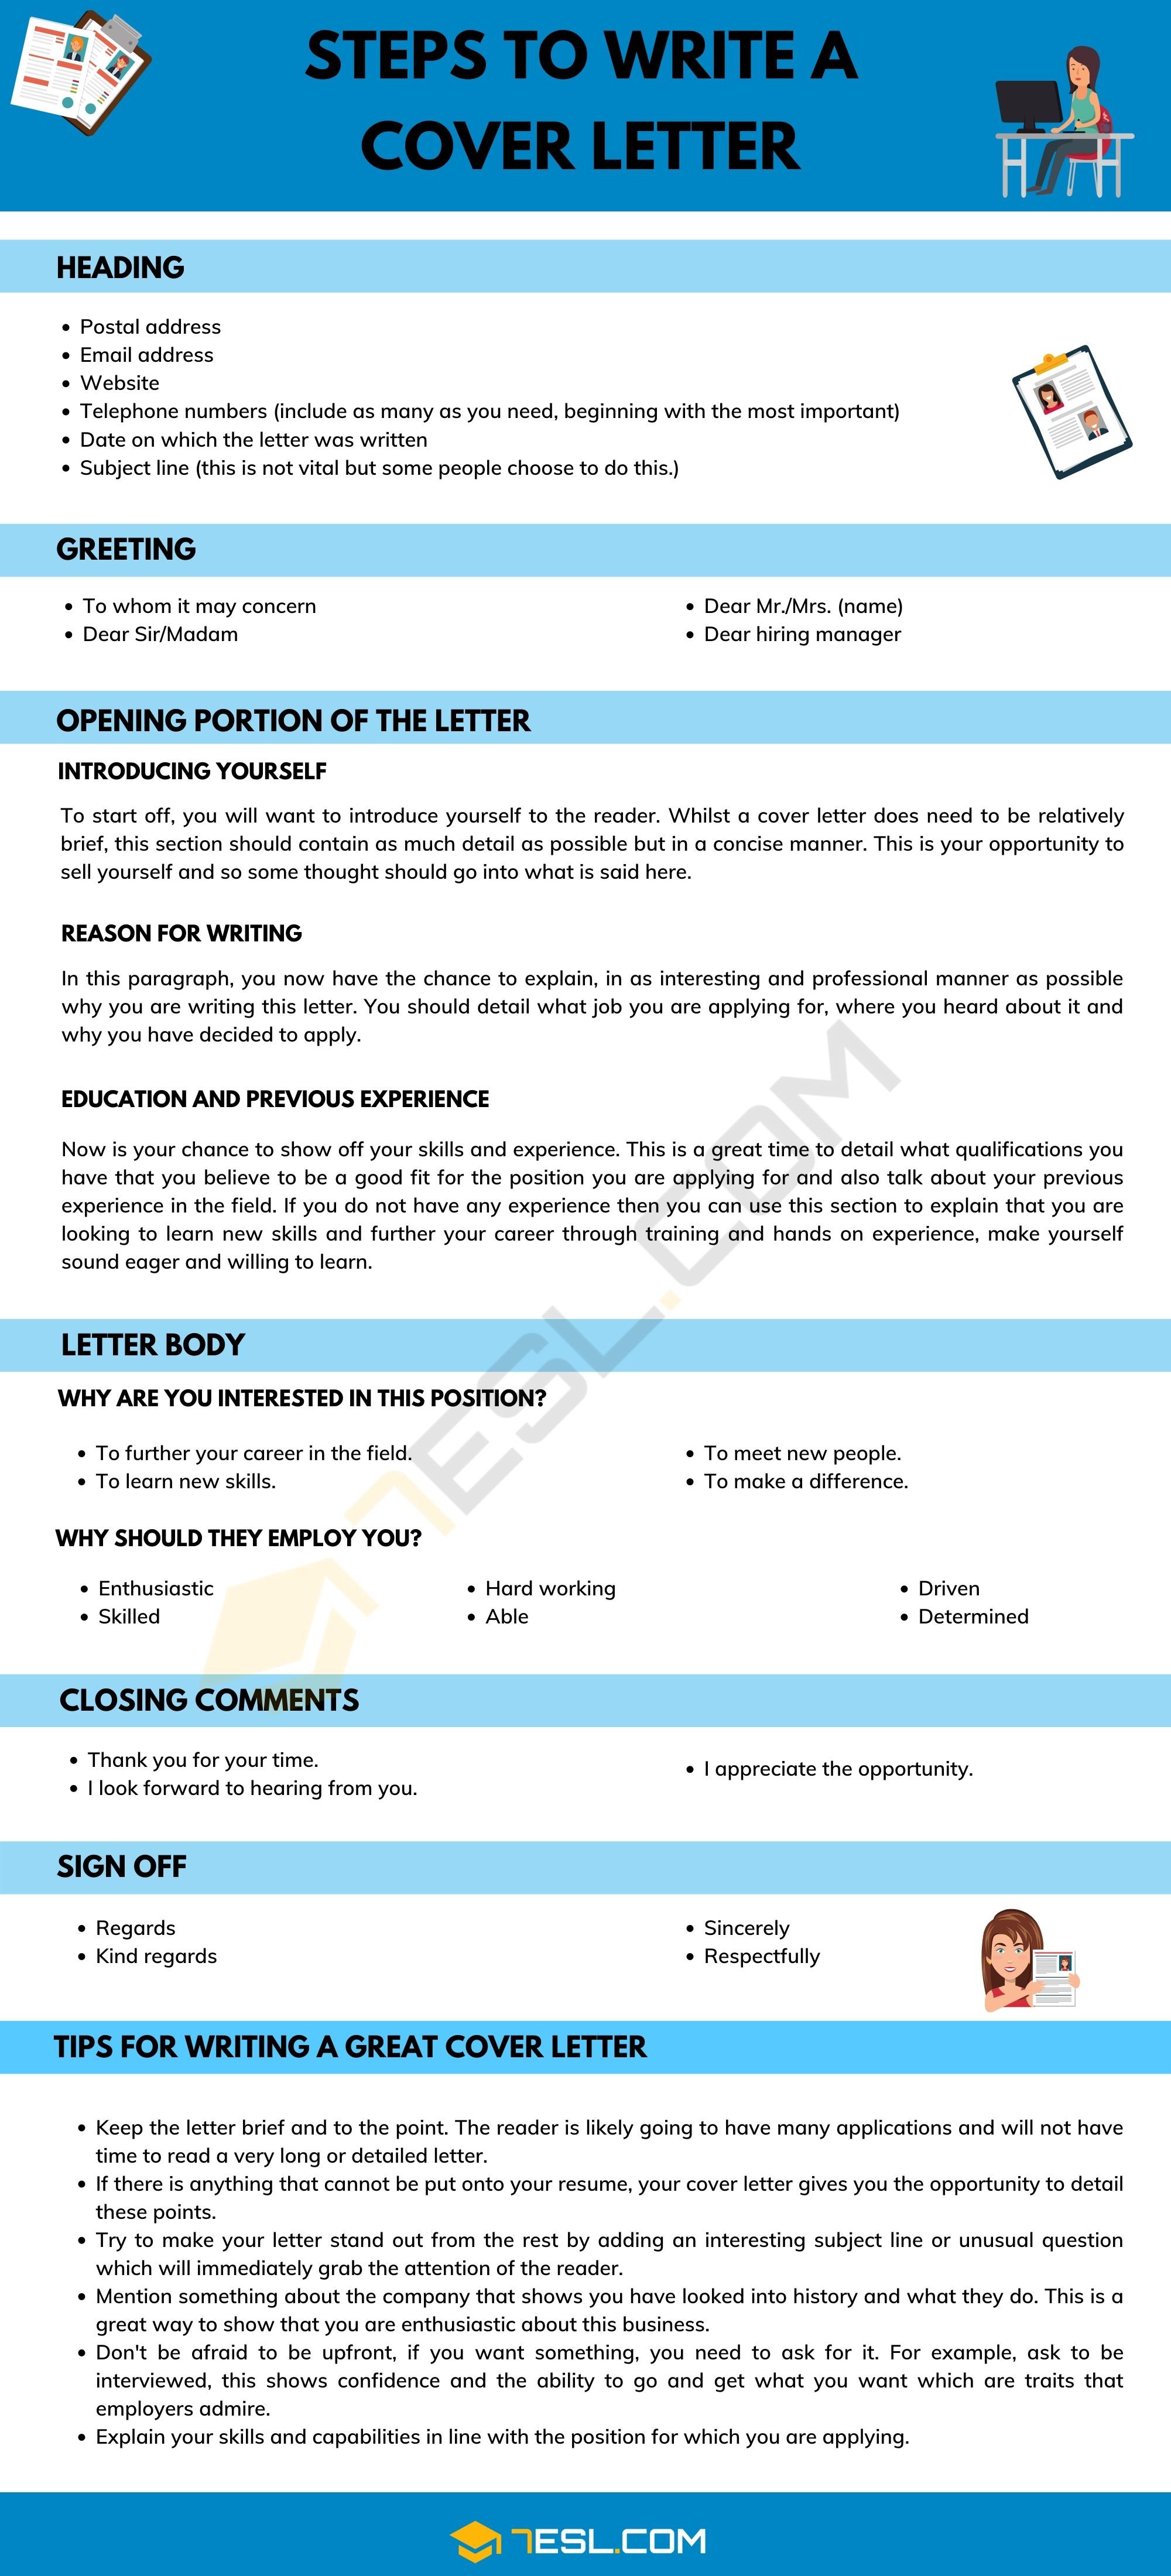 STEPS TO WRITE A
COVER LETTER
HEADING
• Postal address
• Email address
• Website
• Telephone numbers (include as many as you need, beginning with the most important)
• Date on which the letter was written
• Subject line (this is not vital but some people choose to do this.)
GREETING
• To whom it may concern
• Dear Sir/Madam
• Dear Mr./Mrs. (name)
• Dear hiring manager
OPENING PORTION OF THE LETTER
INTRODUCING YOURSELF
To start off, you will want to introduce yourself to the reader. Whilst a cover letter does need to be relatively
brief, this section should contain as much detail as possible but in a concise manner. This is your opportunity to
sell yourself and so some thought should go into what is said here.
REASON FOR WRITING
In this paragraph, you now have the chance to explain, in as interesting and professional manner as possible
why you are writing this letter. You should detail what job you are applying for, where you heard about it and
why you have decided to apply.
EDUCATION AND PREVIOUS EXPERIENCE
Now is your chance to show off your skills and experience. This is a great time to detail what qualifications you
have that you believe to be a good fit for the position you are applying for and also talk about your previous
experience in the field. If you do not have any experience then you can use this section to explain that you are
looking to learn new skills and further your career through training and hands on experience, make yourself
sound eager and willing to learn.
LETTER BODY
WHY ARE YOU INTERESTED IN THIS POSITION?
• To further your career in the field.
• To learn new skills.
• To meet new people.
• To make a difference.
WHY SHOULD THEY EMPLOY YOU?
• Enthusiastic
• Skilled
• Hard working
• Able
• Driven
• Determined
CLOSING COMMENTS
• Thank you for your time.
• I look forward to hearing from you.
• I appreciate the opportunity.
SIGN OFF
• Regards
• Kind regards
• Sincerely
• Respectfully
TIPS FOR WRITING A GREAT COVER LETTER
• Keep the letter brief and to the point. The reader is likely going to have many applications and will not have
time to read a very long or detailed letter.
• If there is anything that cannot be put onto your resume, your cover letter gives you the opportunity to detail
these points.
• Try to make your letter stand out from the rest by adding an interesting subject line or unusual question
which will immediately grab the attention of the reader.
• Mention something about the company that shows you have looked into history and what they do. This is a
great way to show that you are enthusiastic about this business.
• Don't be afraid to be upfront, if you want something, you need to ask for it. For example, ask to be
interviewed, this shows confidence and the ability to go and get what you want which are traits that
employers admire.
• Explain your skills and capabilities in line with the position for which you are applying.
7ESL.COM
7ESL.COM